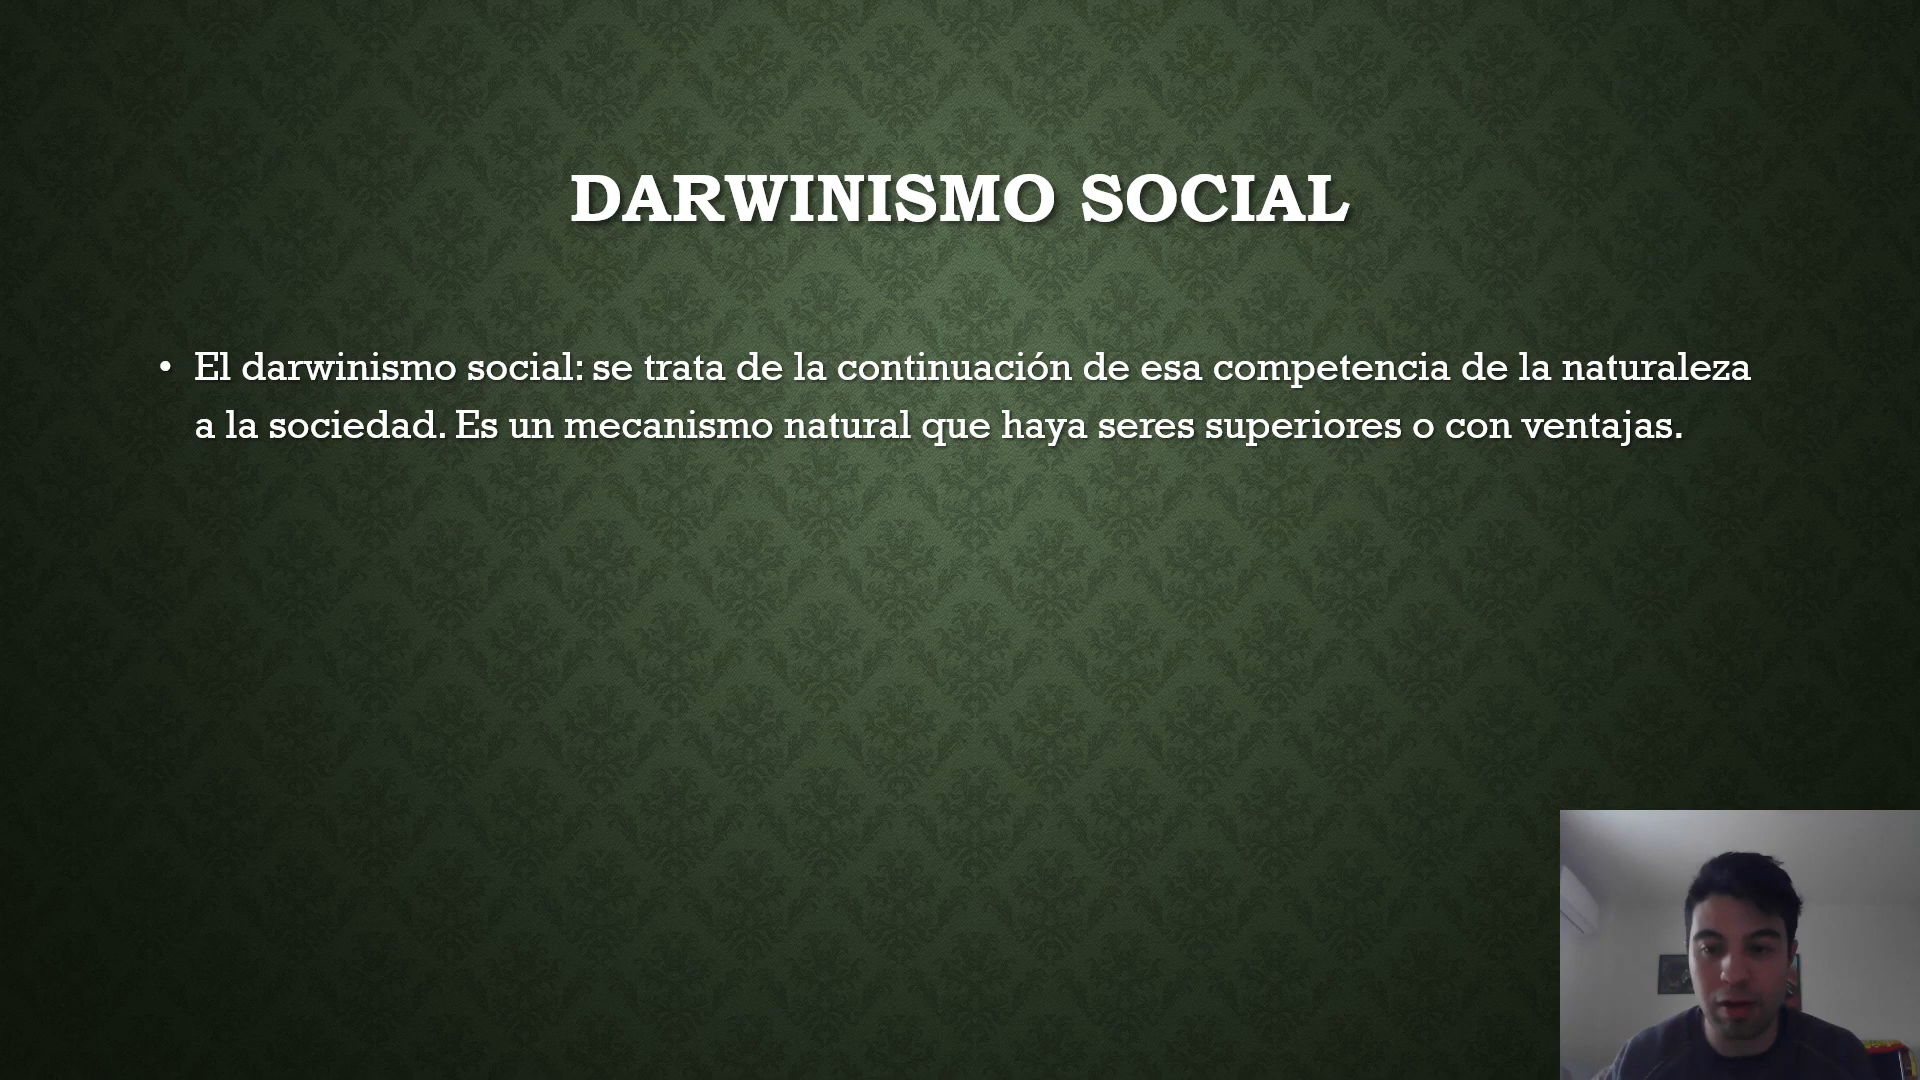 DARWINISMO SOCIAL
• El darwinismo social: se trata de la continuación de esa competencia de la naturaleza
a la sociedad. Es un mecanismo natural que haya seres superiores o con ventajas.